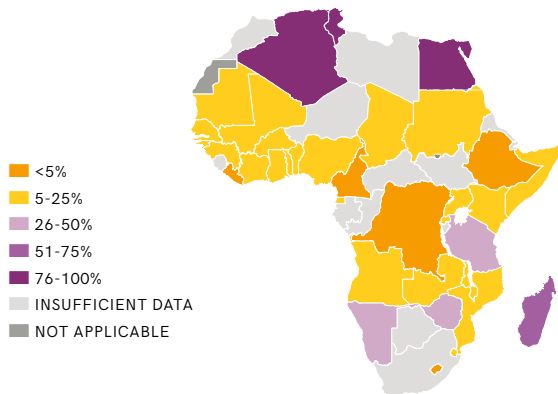 <5%
5-25%
26-50%
51-75%
76-100%
INSUFFICIENT DATA
NOT APPLICABLE